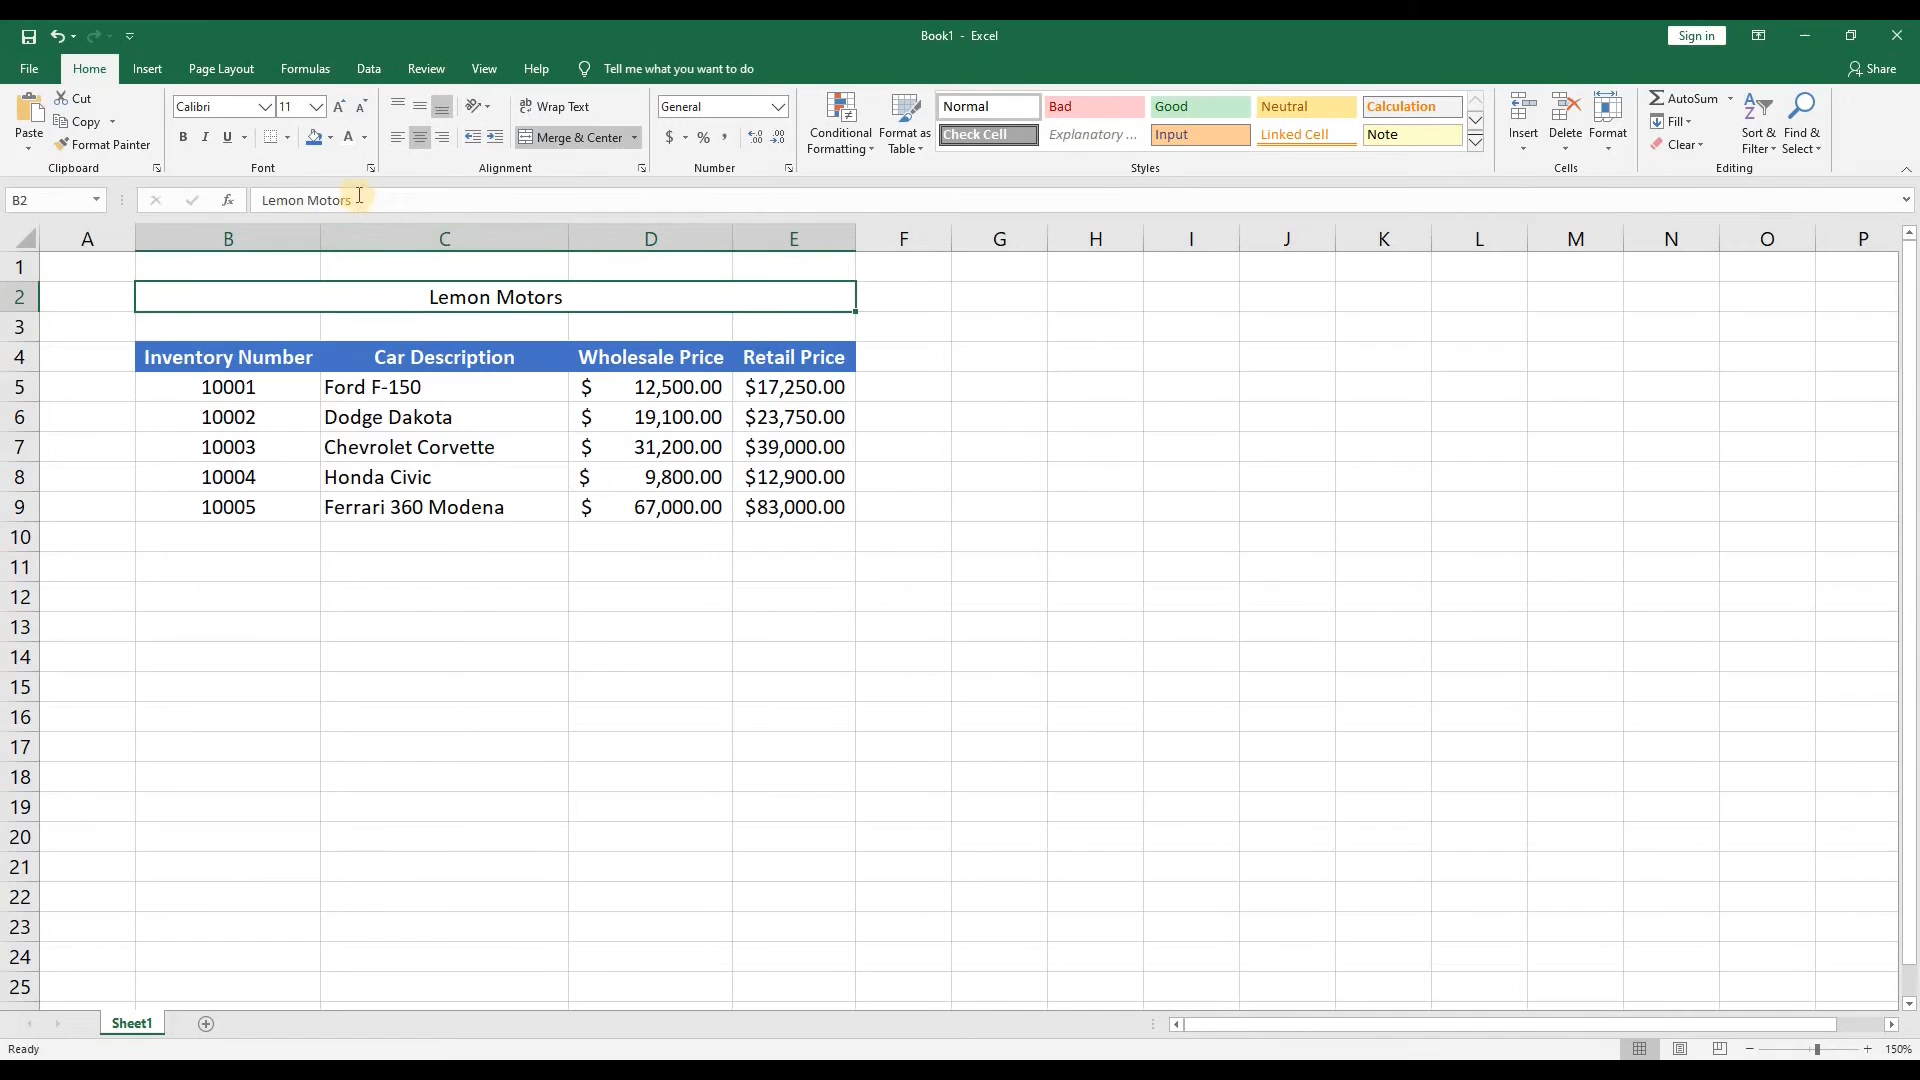 Book1 - Excel
Sign in
File Home Insert Page Layout Formulas Data Review View Help Tell me what you want to do Share
Paste
Cut
Copy
Format Painter
Clipboard
Calibri 11
B I U
Font
Wrap Text
Merge & Center
Alignment
General
$ % ,
Number
Conditional Formatting
Format as Table
Normal Bad Good Neutral Calculation
Check Cell Explanatory ... Input Linked Cell Note
Styles
Insert Delete Format
Cells
AutoSum
Fill
Clear
Sort & Filter
Find & Select
Editing
B2 fx Lemon Motors
A B C D E F G H I J K L M N O P
1
2 Lemon Motors
3
4 Inventory Number Car Description Wholesale Price Retail Price
5 10001 Ford F-150 $ 12,500.00 $17,250.00
6 10002 Dodge Dakota $ 19,100.00 $23,750.00
7 10003 Chevrolet Corvette $ 31,200.00 $39,000.00
8 10004 Honda Civic $ 9,800.00 $12,900.00
9 10005 Ferrari 360 Modena $ 67,000.00 $83,000.00
10
11
12
13
14
15
16
17
18
19
20
21
22
23
24
25
Sheet1
Ready 150%